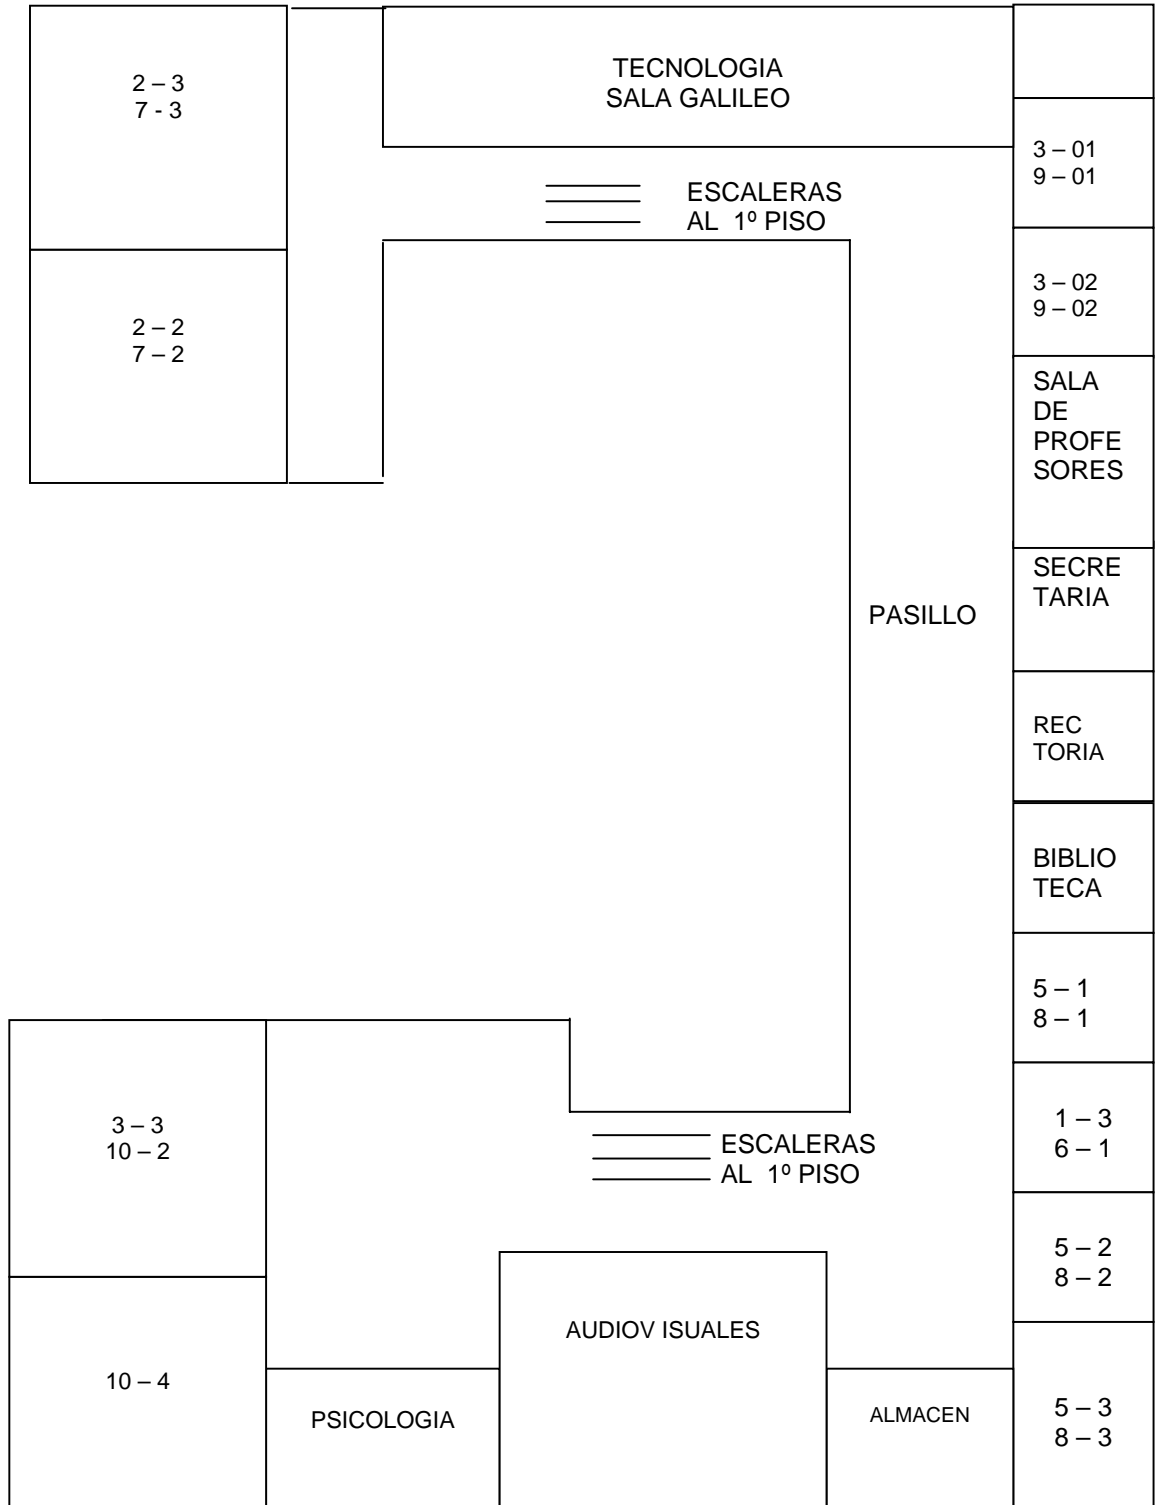 2 – 3
7 - 3
TECNOLOGIA
SALA GALILEO
3 – 01
9 – 01
ESCALERAS
AL 1º PISO
3 – 02
9 – 02
2 – 2
7 – 2
SALA
DE
PROFE
SORES
SECRE
TARIA
PASILLO
REC
TORIA
BIBLIO
TECA
5 – 1
8 – 1
3 – 3
10 – 2
1 – 3
6 – 1
ESCALERAS
AL 1º PISO
5 – 2
8 – 2
AUDIOV ISUALES
10 – 4
PSICOLOGIA
ALMACEN
5 – 3
8 – 3